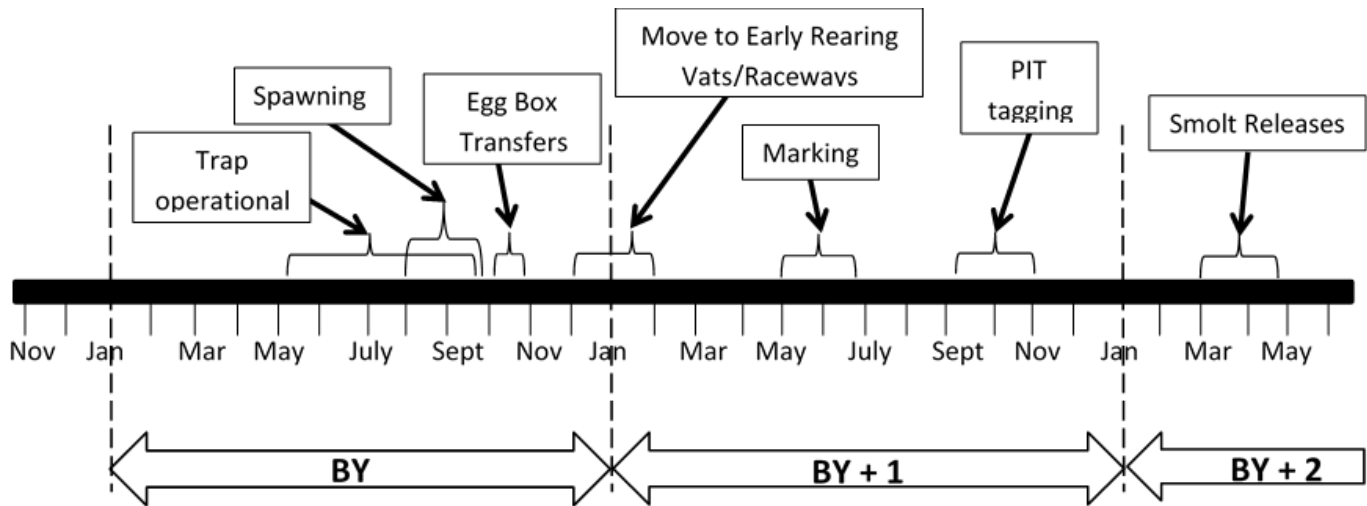 Move to Early Rearing
Vats/Raceways
PIT
tagging
Spawning
Egg Box
Transfers
Smolt Releases
Trap
operational
Marking
Nov Jan Mar May July Sept Nov Jan Mar May July Sept Nov Jan Mar May
BY BY + 1 BY + 2